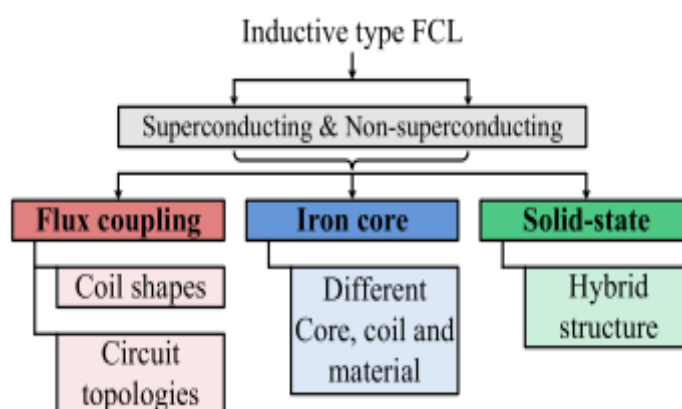 Inductive type FCL
Superconducting & Non-superconducting
Flux coupling
Coil shapes
Circuit
topologies
Iron core
Different
Core, coil and
material
Solid-state
Hybrid
structure